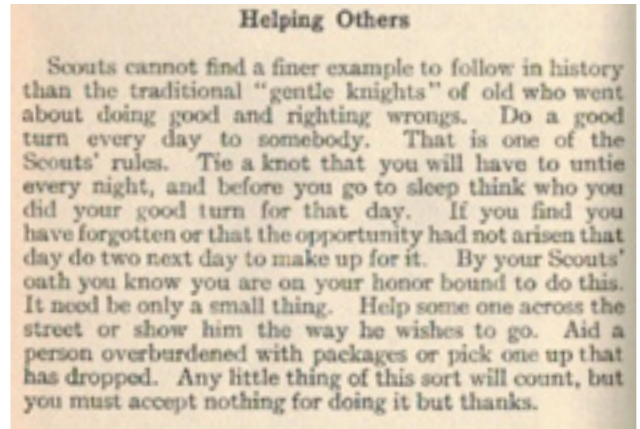 Helping Others
Scouts cannot find a finer example to follow in history
than the traditional "gentle knights" of old who went
about doing good and righting wrongs. Do a good
turn every day to somebody. That is one of the
Scouts' rules. Tie a knot that you will have to untie
every night, and before you go to sleep think who you
did your good turn for that day. If you find you
have forgotten or that the opportunity had not arisen that
day do two next day to make up for it. By your Scouts'
oath you know you are on your honor bound to do this.
It need be only a small thing. Help some one across the
street or show him the way he wishes to go. Aid a
person overburdened with packages or pick one up that
has dropped. Any little thing of this sort will count, but
you must accept nothing for doing it but thanks.